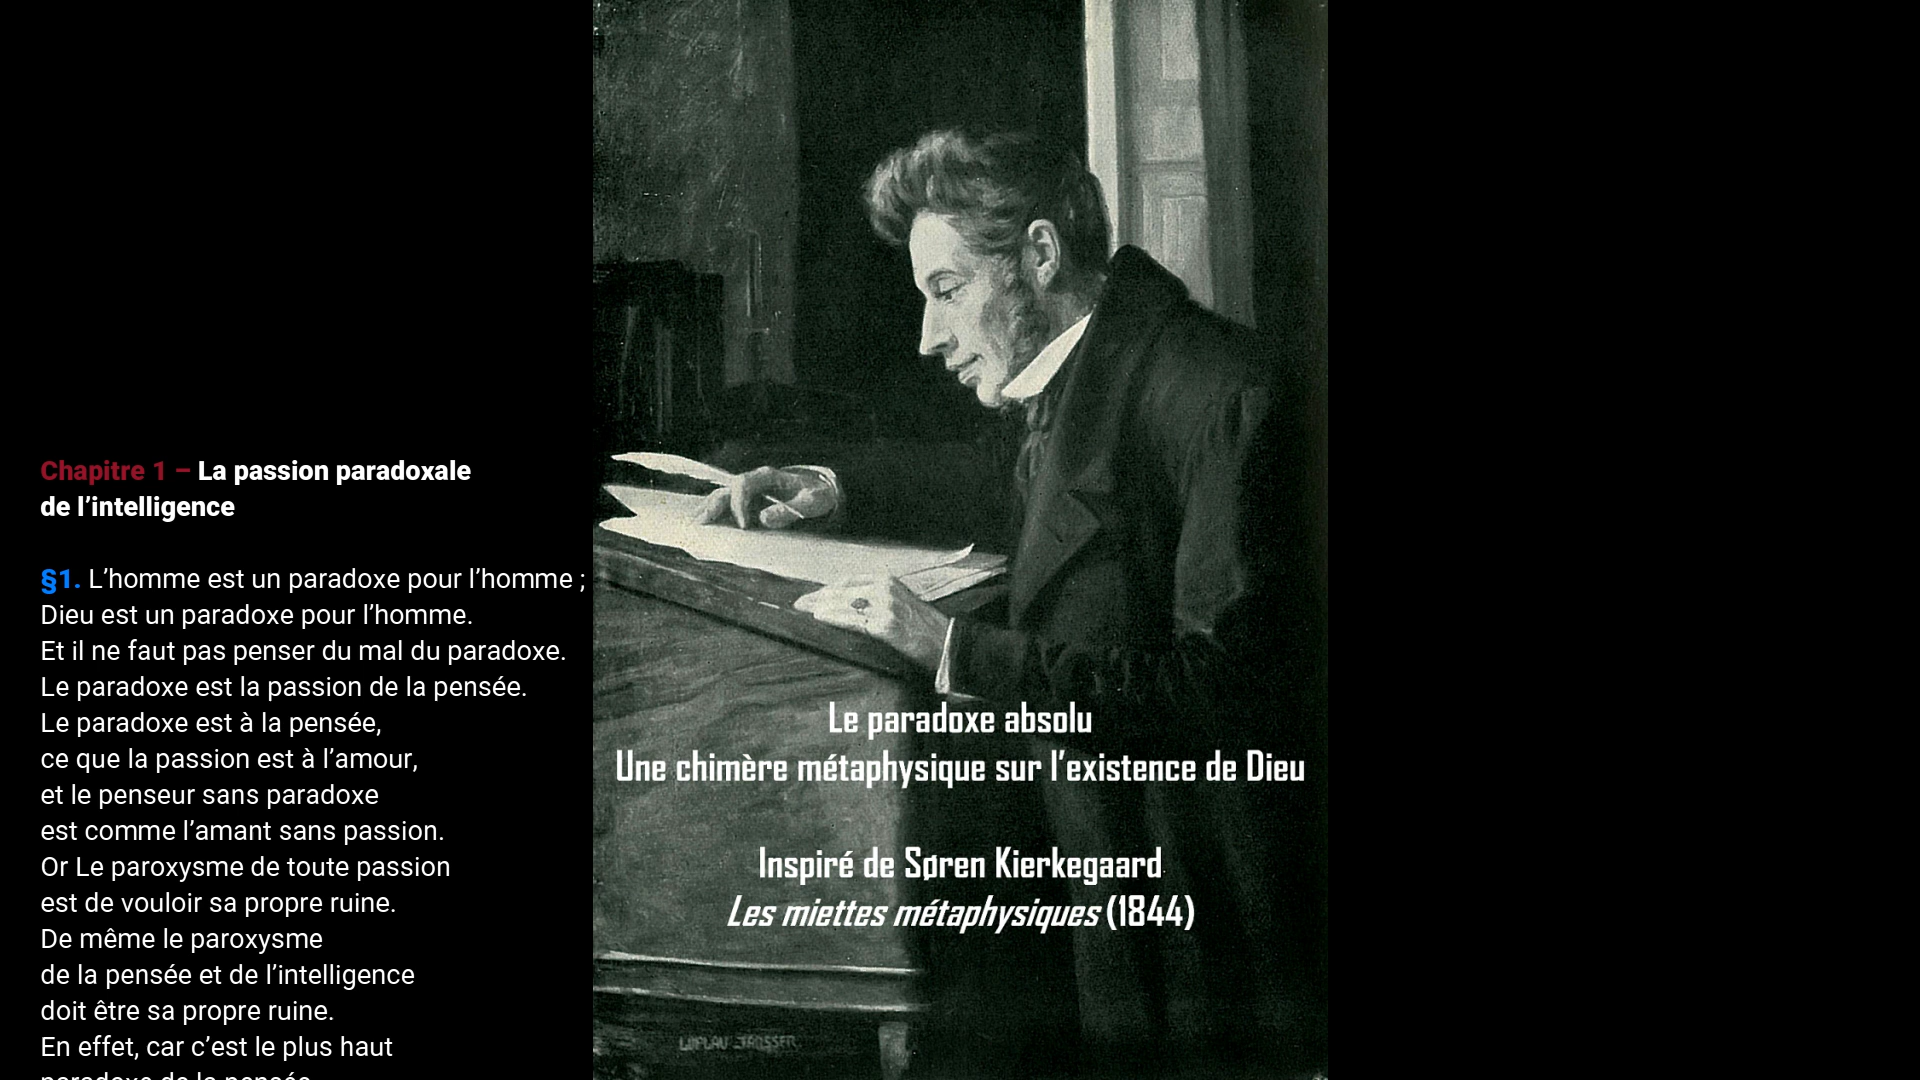 Chapitre 1 – La passion paradoxale
de l’intelligence
§1. L’homme est un paradoxe pour l’homme ;
Dieu est un paradoxe pour l’homme.
Et il ne faut pas penser du mal du paradoxe.
Le paradoxe est la passion de la pensée.
Le paradoxe est à la pensée,
ce que la passion est à l’amour,
et le penseur sans paradoxe
est comme l’amant sans passion.
Or Le paroxysme de toute passion
est de vouloir sa propre ruine.
De même le paroxysme
de la pensée et de l’intelligence
doit être sa propre ruine.
En effet, car c’est le plus haut
paradoxe de la pensée
Le paradoxe absolu
Une chimère métaphysique sur l’existence de Dieu
Inspiré de Søren Kierkegaard
Les miettes métaphysiques (1844)